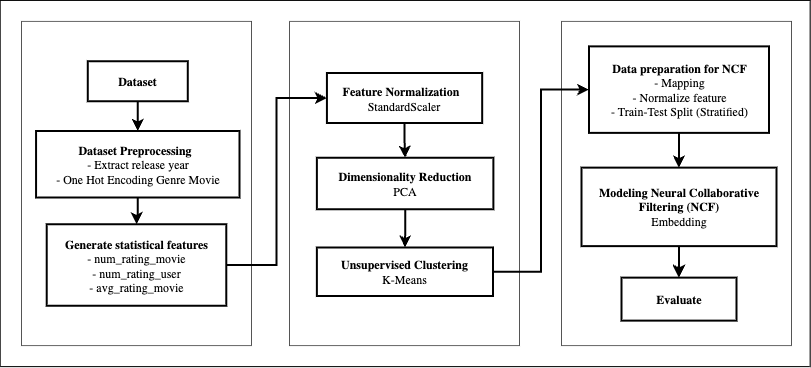 Dataset
Dataset Preprocessing
- Extract release year
- One Hot Encoding Genre Movie
Generate statistical features
- num_rating_movie
- num_rating_user
- avg_rating_movie
Feature Normalization
StandardScaler
Dimensionality Reduction
PCA
Unsupervised Clustering
K-Means
Data preparation for NCF
- Mapping
- Normalize feature
- Train-Test Split (Stratified)
Modeling Neural Collaborative
Filtering (NCF)
Embedding
Evaluate